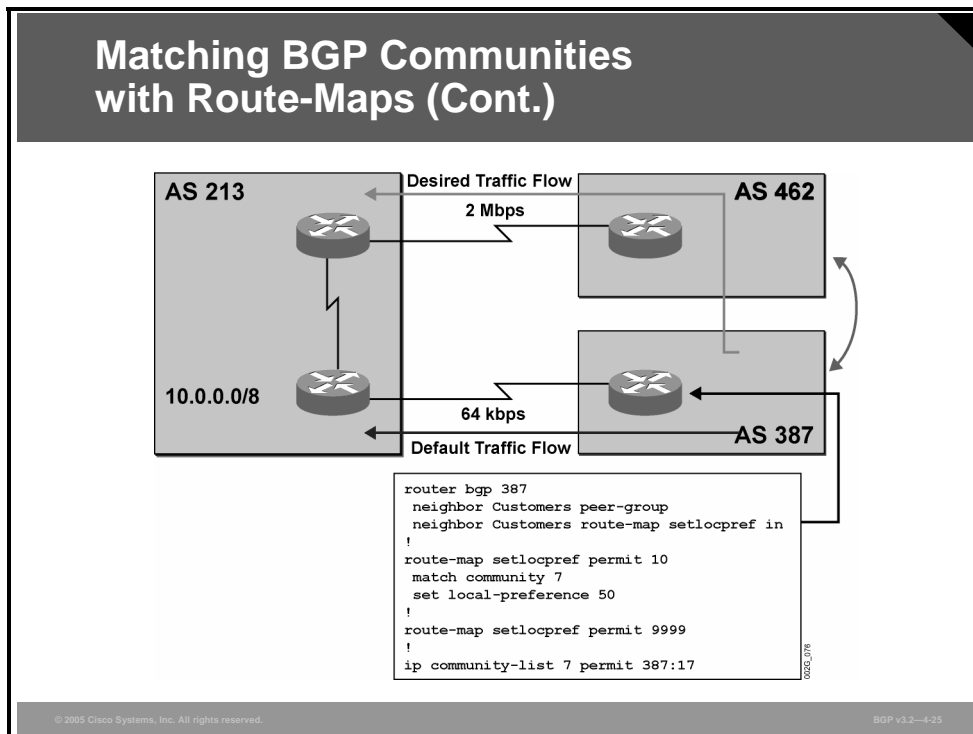 Matching BGP Communities
with Route-Maps (Cont.)
AS 213
Desired Traffic Flow
AS 462
2 Mbps
10.0.0.0/8
64 kbps
AS 387
Default Traffic Flow
router bgp 387
neighbor Customers peer-group
neighbor Customers route-map setlocpref in
!
route-map setlocpref permit 10
match community 7
set local-preference 50
!
route-map setlocpref permit 9999
!
ip community-list 7 permit 387:17
002G_076
© 2005 Cisco Systems, Inc. All rights reserved.
BGP v3.2—4-25